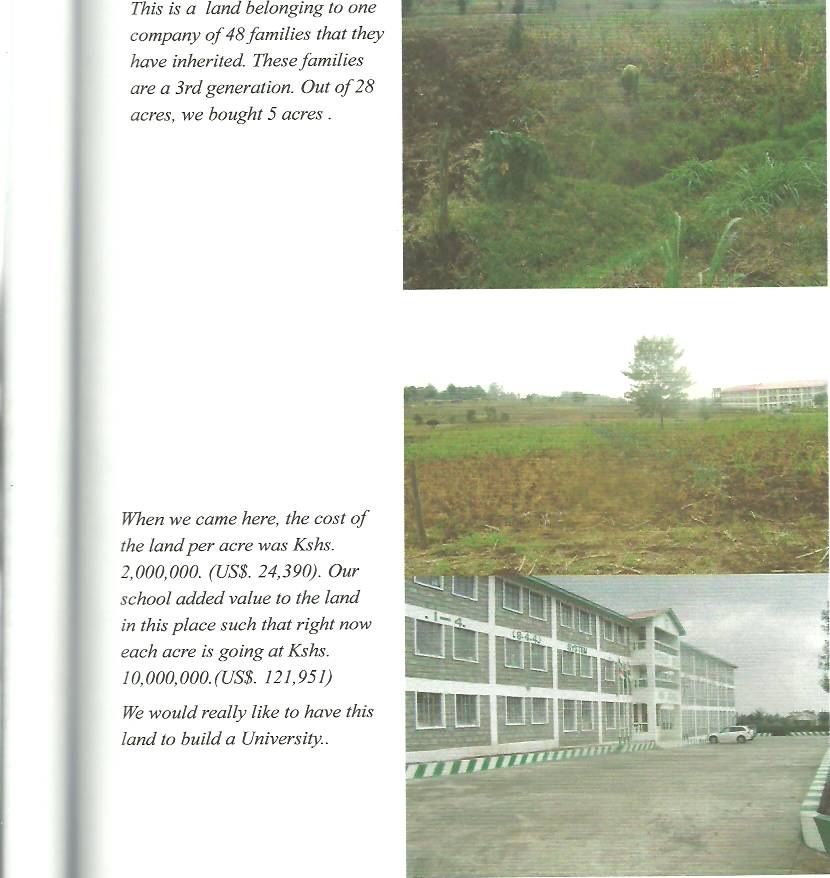 This is a land belonging to one
company of 48 families that they
have inherited. These families
are a 3rd generation. Out of 28
acres, we bought 5 acres .
When we came here, the cost of
the land per acre was Kshs.
2,000,000. (US$. 24,390). Our
school added value to the land
in this place such that right now
each acre is going at Kshs.
10,000,000.(US$. 121,951)
We would really like to have this
land to build a University..
(8-4-4)
SYSTEM